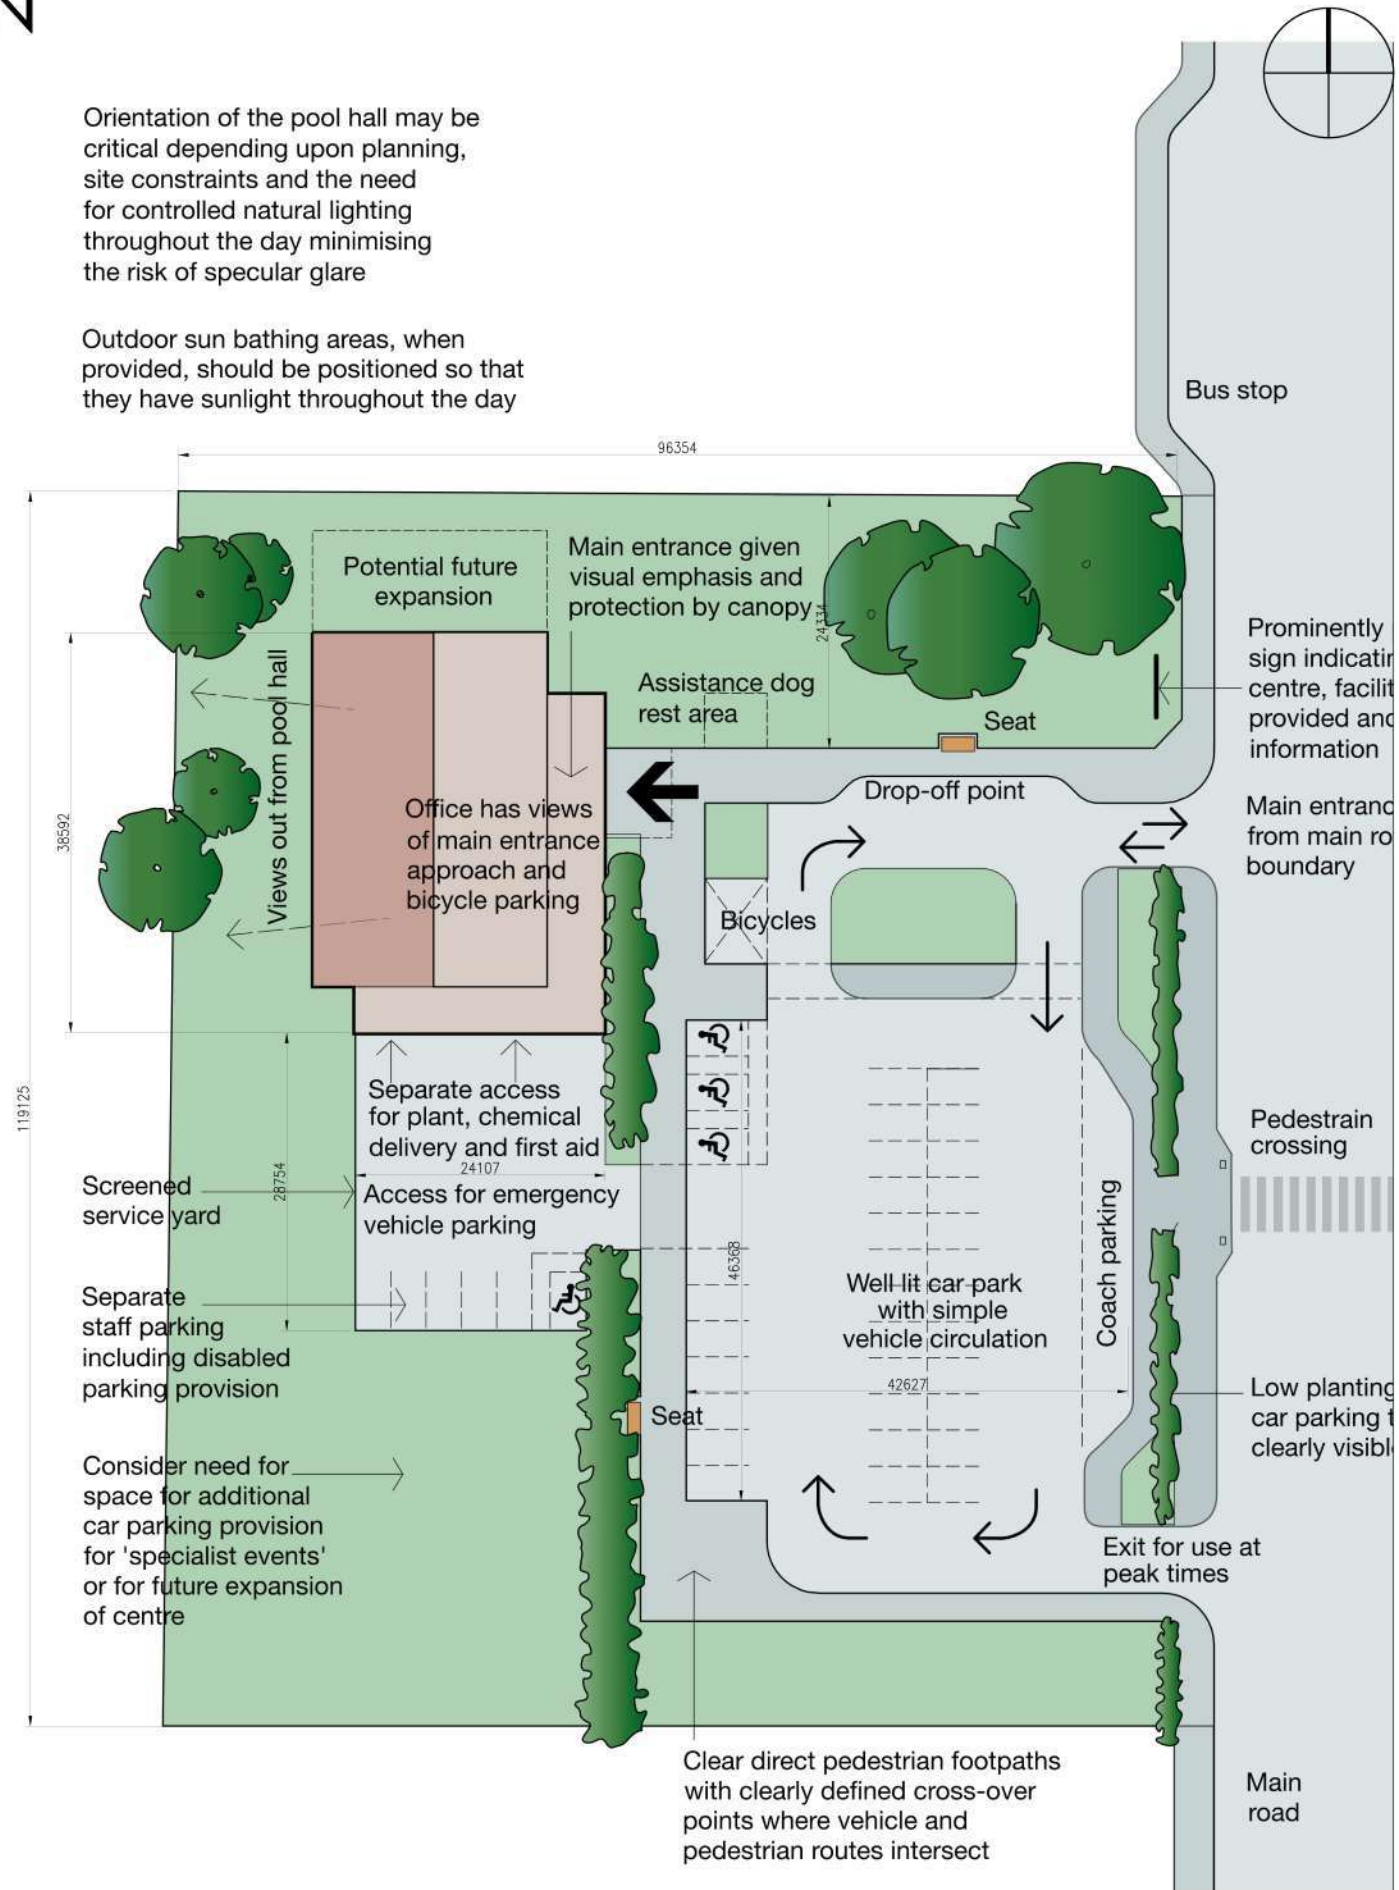 Orientation of the pool hall may be
critical depending upon planning,
site constraints and the need
for controlled natural lighting
throughout the day minimising
the risk of specular glare
Outdoor sun bathing areas, when
provided, should be positioned so that
they have sunlight throughout the day
Bus stop
96354
Potential future
expansion
Main entrance given
visual emphasis and
protection by canopy
24334
Assistance dog
rest area
Seat
Prominently
sign indicatin
centre, facilit
provided and
information
Drop-off point
Main entranc
from main ro
boundary
Views out from pool hall
38592
Office has views
of main entrance
approach and
bicycle parking
Bicycles
119125
Separate access
for plant, chemical
delivery and first aid
24107
28754
Access for emergency
vehicle parking
Screened
service yard
Pedestrain
crossing
Coach parking
46368
Well lit car park
with simple
vehicle circulation
42627
Separate
staff parking
including disabled
parking provision
Seat
Low planting
car parking t
clearly visibl
Consider need for
space for additional
car parking provision
for 'specialist events'
or for future expansion
of centre
Exit for use at
peak times
Clear direct pedestrian footpaths
with clearly defined cross-over
points where vehicle and
pedestrian routes intersect
Main
road